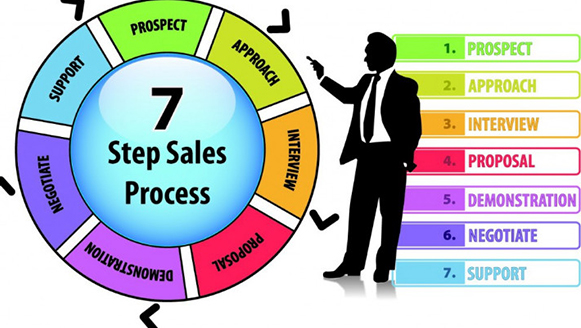 PROSPECT
APPROACH
INTERVIEW
PROPOSAL
DEMONSTRATION
NEGOTIATE
SUPPORT
7
Step Sales
Process
1. PROSPECT
2. APPROACH
3. INTERVIEW
4. PROPOSAL
5. DEMONSTRATION
6. NEGOTIATE
7. SUPPORT